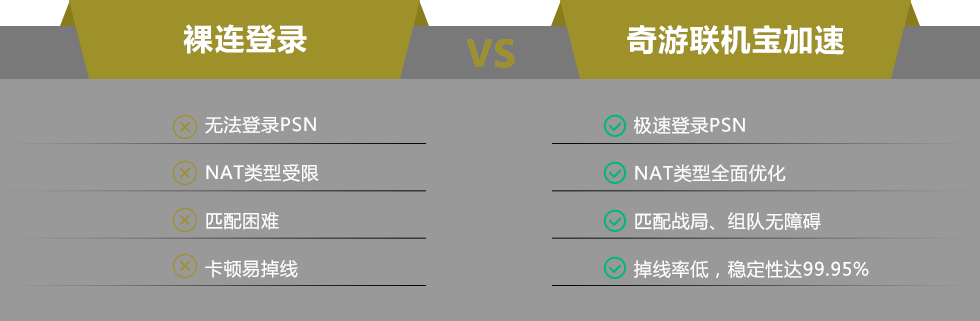 裸连登录
VS
奇游联机宝加速
无法登录PSN
极速登录PSN
NAT类型受限
NAT类型全面优化
匹配困难
匹配战局、组队无障碍
卡顿易掉线
掉线率低，稳定性达99.95%